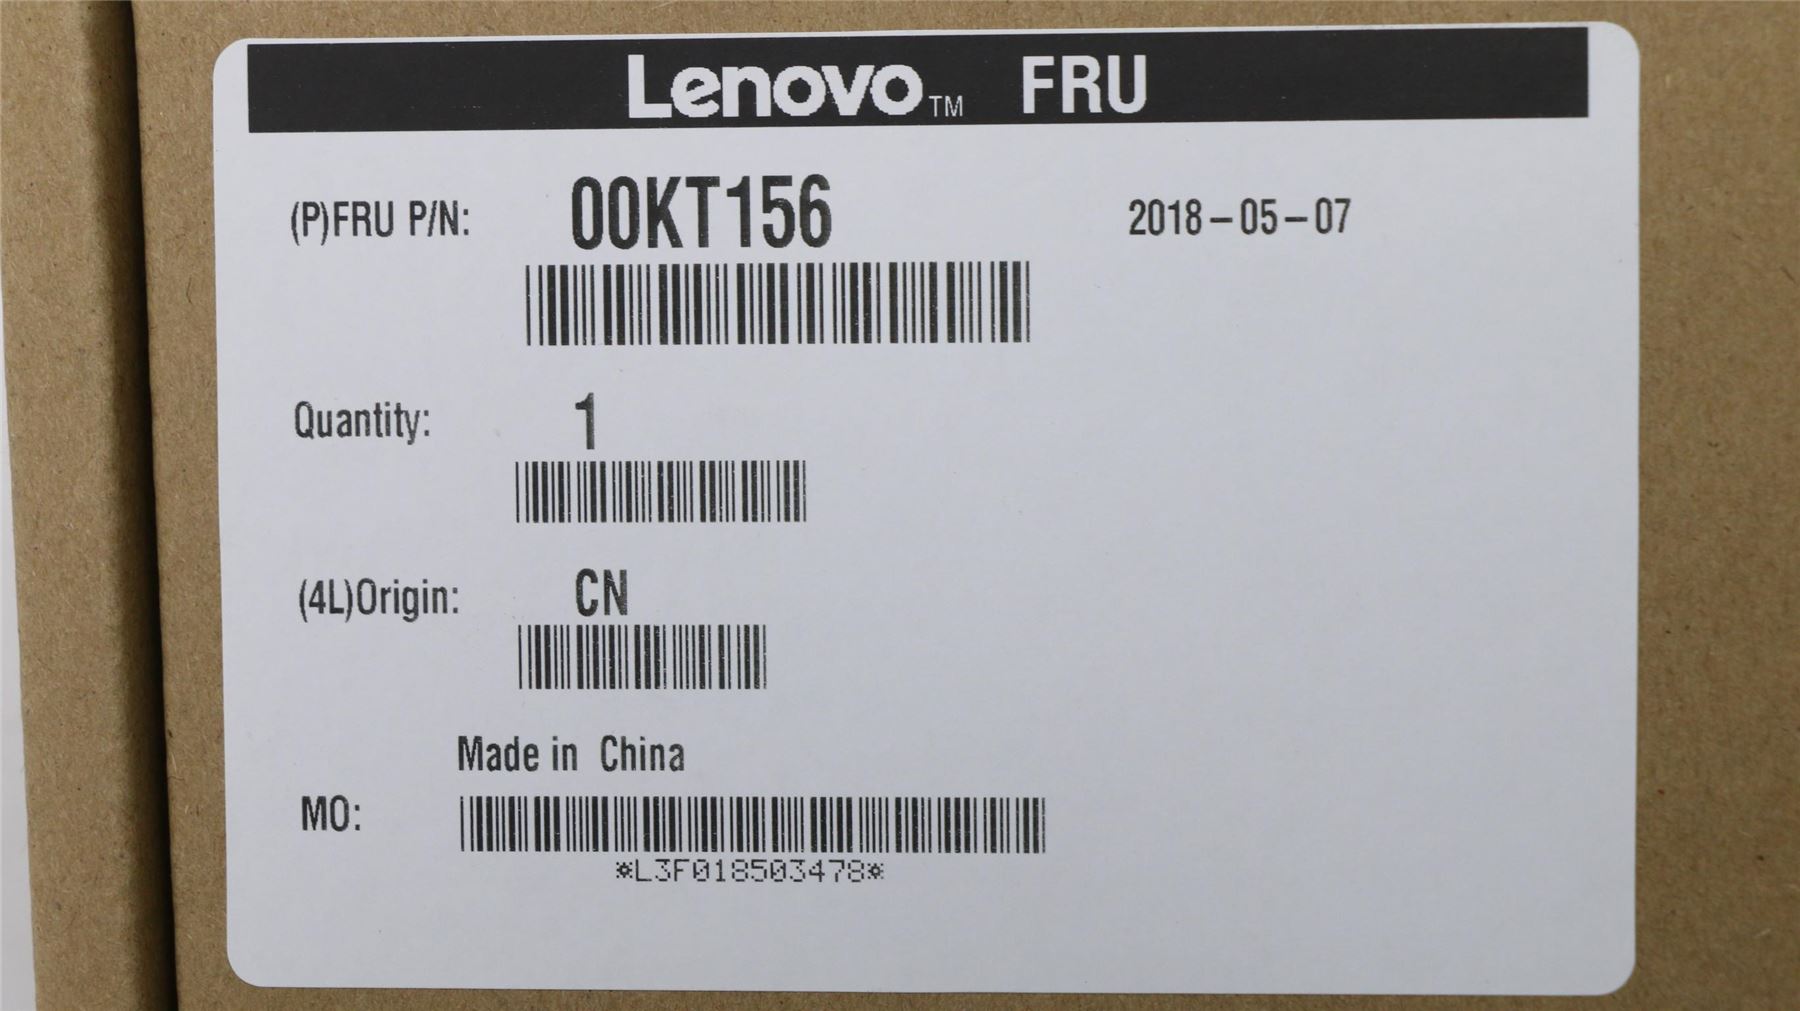 Lenovo™ FRU
(P)FRU P/N: 00KT156 2018-05-07
Quantity: 1
(4L)Origin: CN
Made in China
MO:
*L3F018503478*